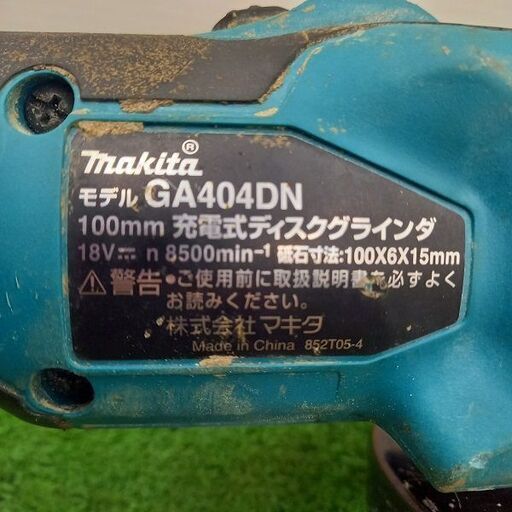 makita®
モデル GA404DN
100mm 充電式ディスクグラインダ
18V⎓ n 8500min⁻¹ 砥石寸法:100X6X15mm
⚠警告●ご使用前に取扱説明書を必ずよく
お読みください。
株式会社マキタ
Made in China 852T05-4